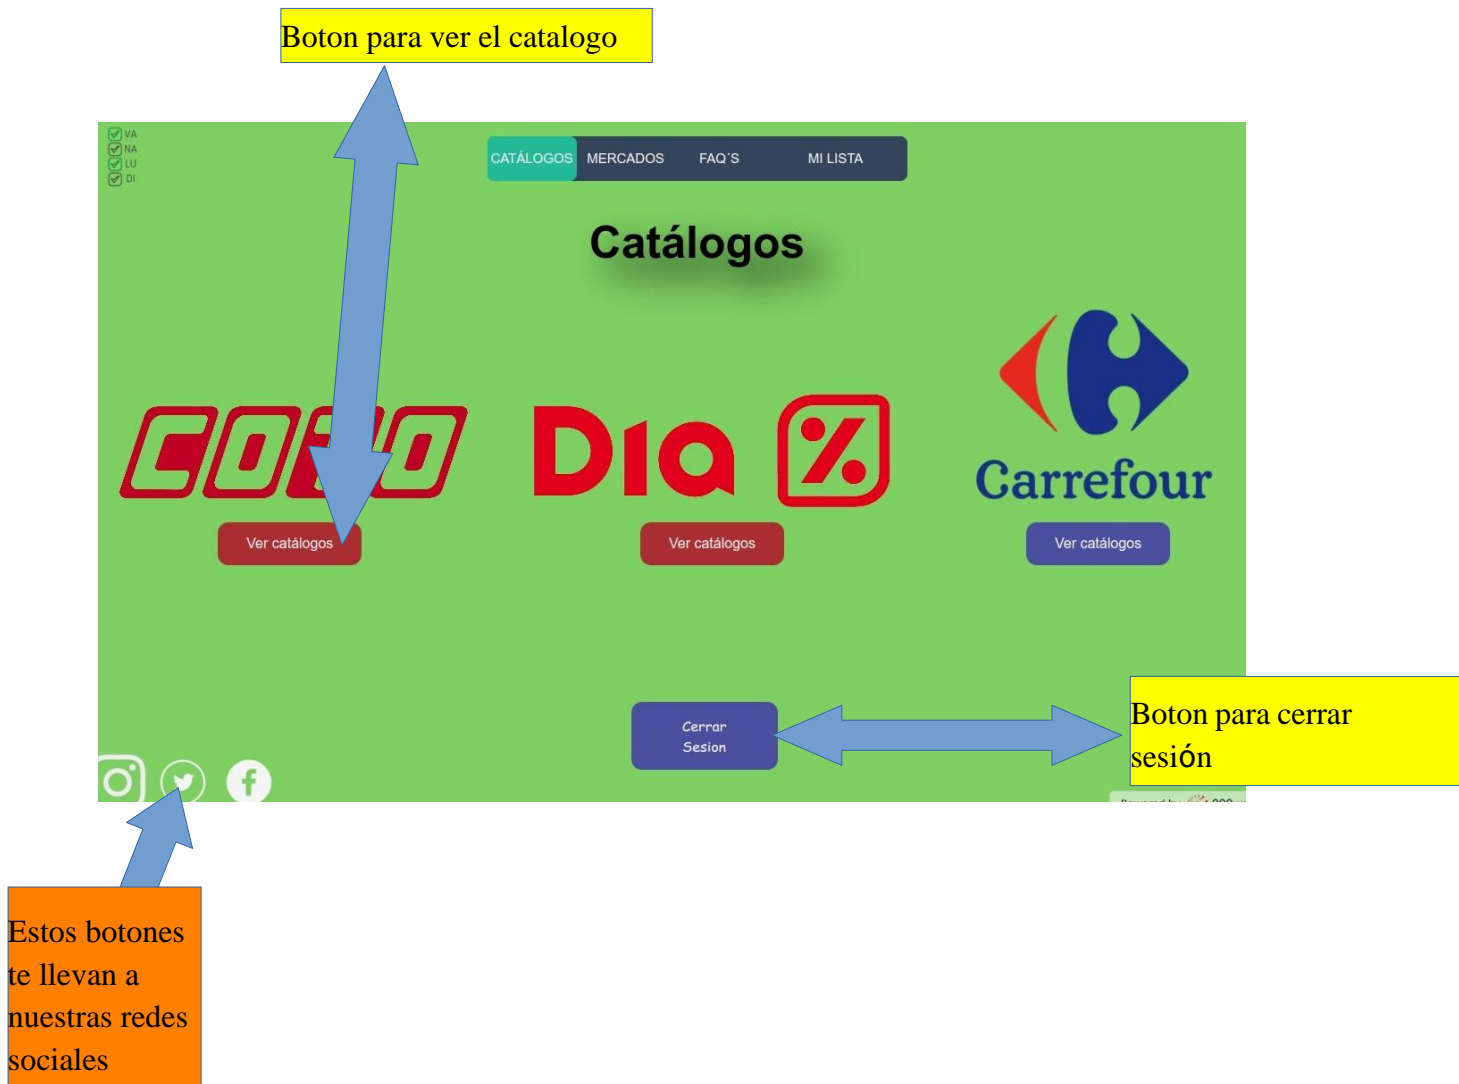 Boton para ver el catalogo
VA
NA
LU
DI
CATÁLOGOS MERCADOS FAQ´S MI LISTA
Catálogos
COTO
DIA %
Carrefour
Ver catálogos
Ver catálogos
Ver catálogos
Cerrar
Sesion
Boton para cerrar
sesión
Estos botones
te llevan a
nuestras redes
sociales